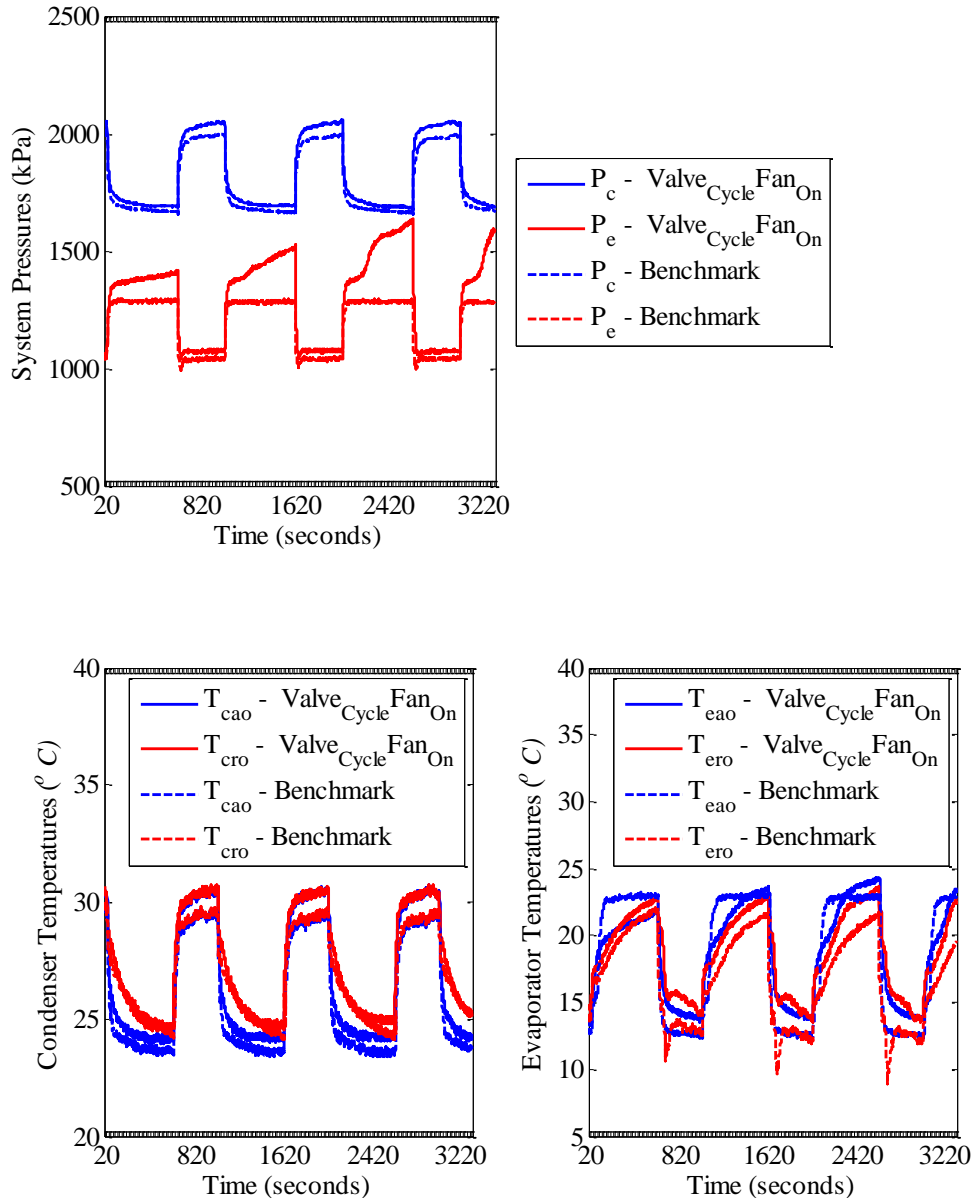 2500
2000
1500
1000
500
System Pressures (kPa)
20 820 1620 2420 3220
Time (seconds)
P_c - Valve_Cycle Fan_On
P_e - Valve_Cycle Fan_On
P_c - Benchmark
P_e - Benchmark
40
35
30
25
20
Condenser Temperatures (° C)
T_cao - Valve_Cycle Fan_On
T_cro - Valve_Cycle Fan_On
T_cao - Benchmark
T_cro - Benchmark
20 820 1620 2420 3220
Time (seconds)
40
35
30
25
20
15
10
5
Evaporator Temperatures (° C)
T_eao - Valve_Cycle Fan_On
T_ero - Valve_Cycle Fan_On
T_eao - Benchmark
T_ero - Benchmark
20 820 1620 2420 3220
Time (seconds)